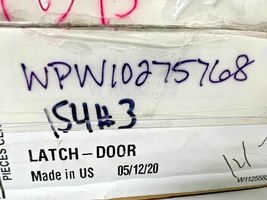 WPW10275768
154#3
LATCH-DOOR
Made in US 05/12/20